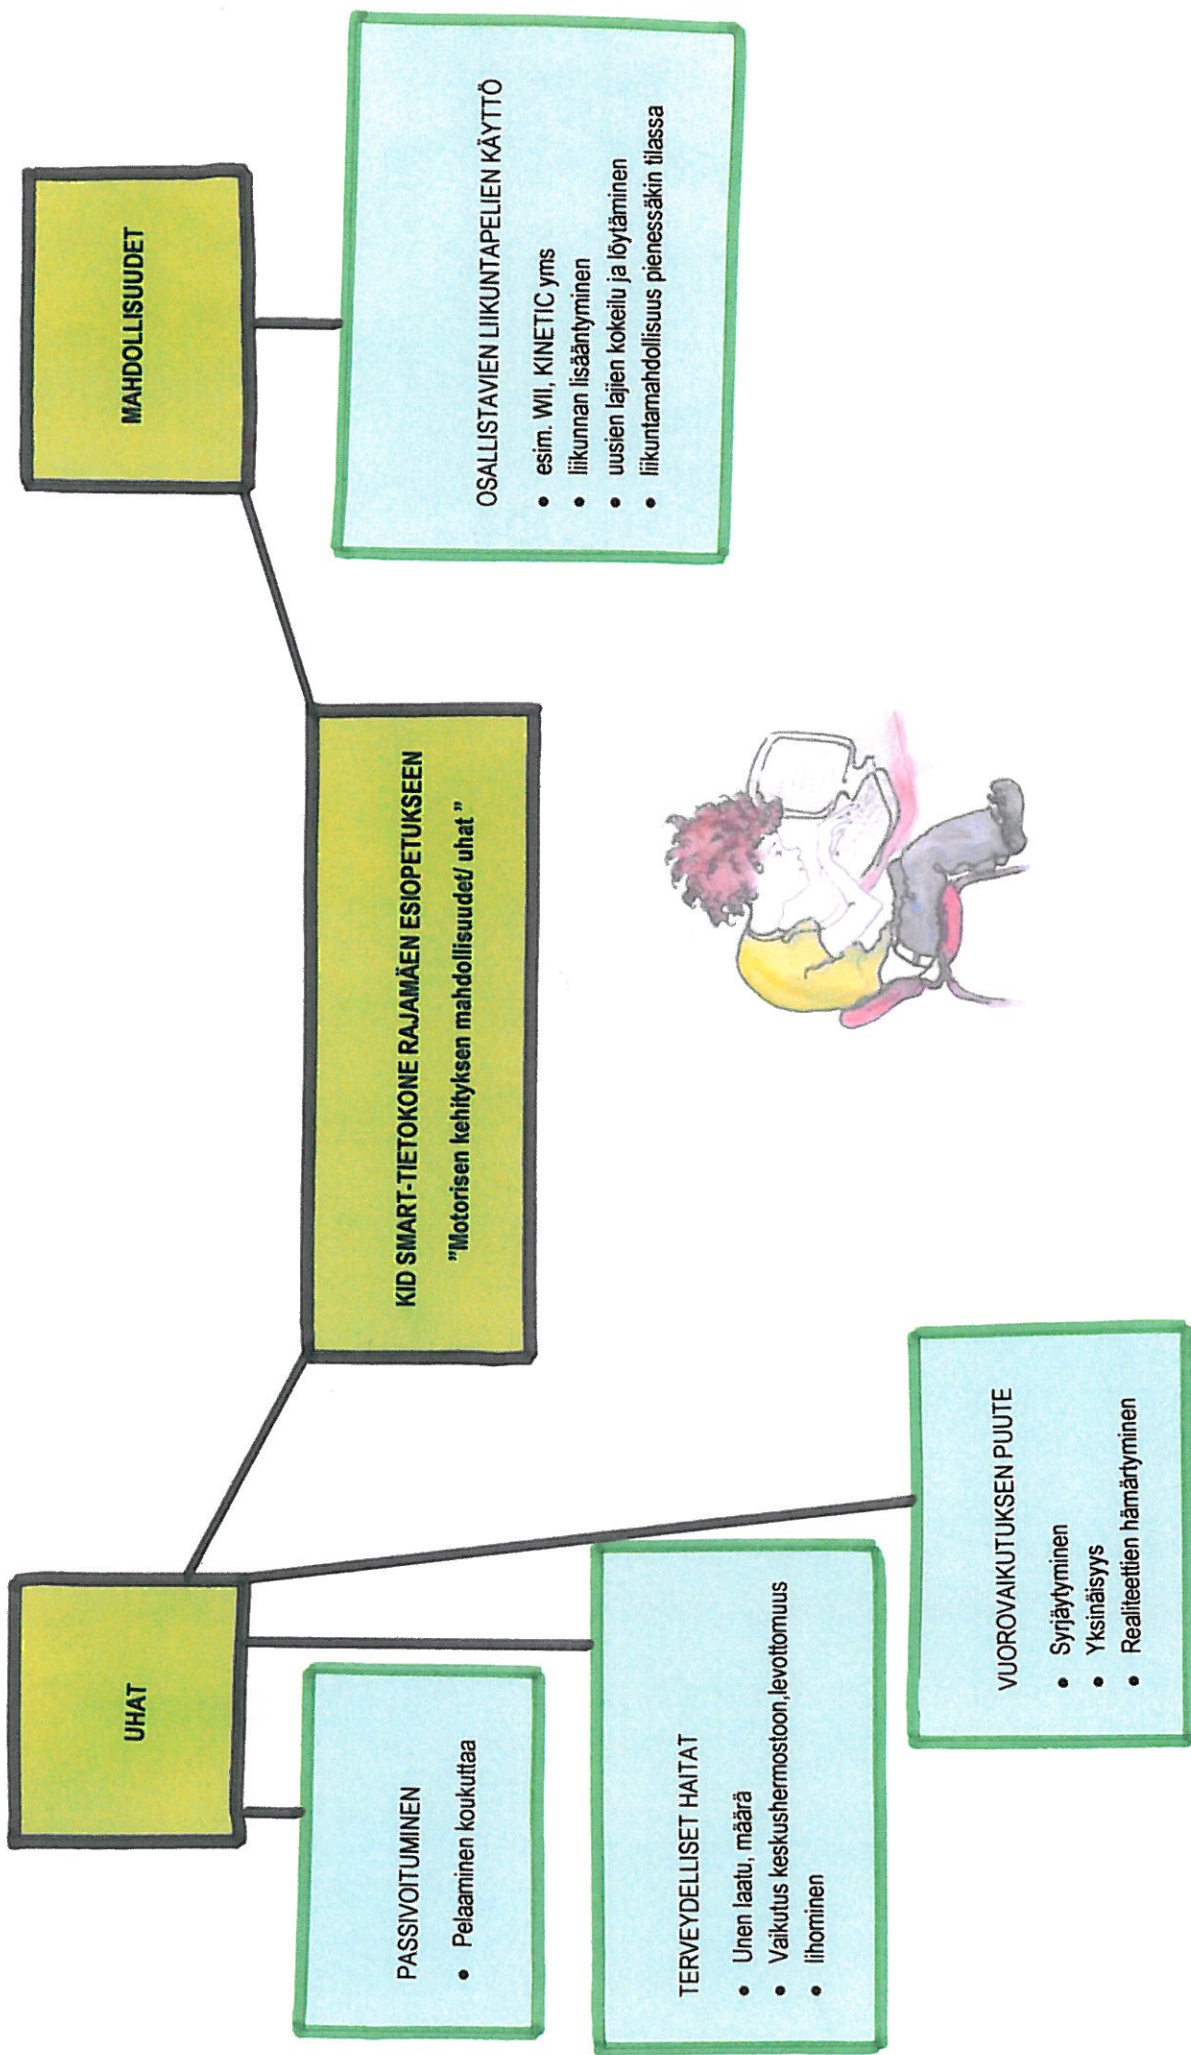 KID SMART-TIETOKONE RAJAMÄEN ESIOPETUKSEEN
"Motorisen kehityksen mahdollisuudet/ uhat "
UHAT
PASSIVOITUMINEN
• Pelaaminen koukuttaa
TERVEYDELLISET HAITAT
• Unen laatu, määrä
• Vaikutus keskushermostoon,levottomuus
• lihominen
VUOROVAIKUTUKSEN PUUTE
• Syrjäytyminen
• Yksinäisyys
• Realiteettien hämärtyminen
MAHDOLLISUUDET
OSALLISTAVIEN LIIKUNTAPELIEN KÄYTTÖ
• esim. WII, KINETIC yms
• liikunnan lisääntyminen
• uusien lajien kokeilu ja löytäminen
• liikuntamahdollisuus pienessäkin tilassa